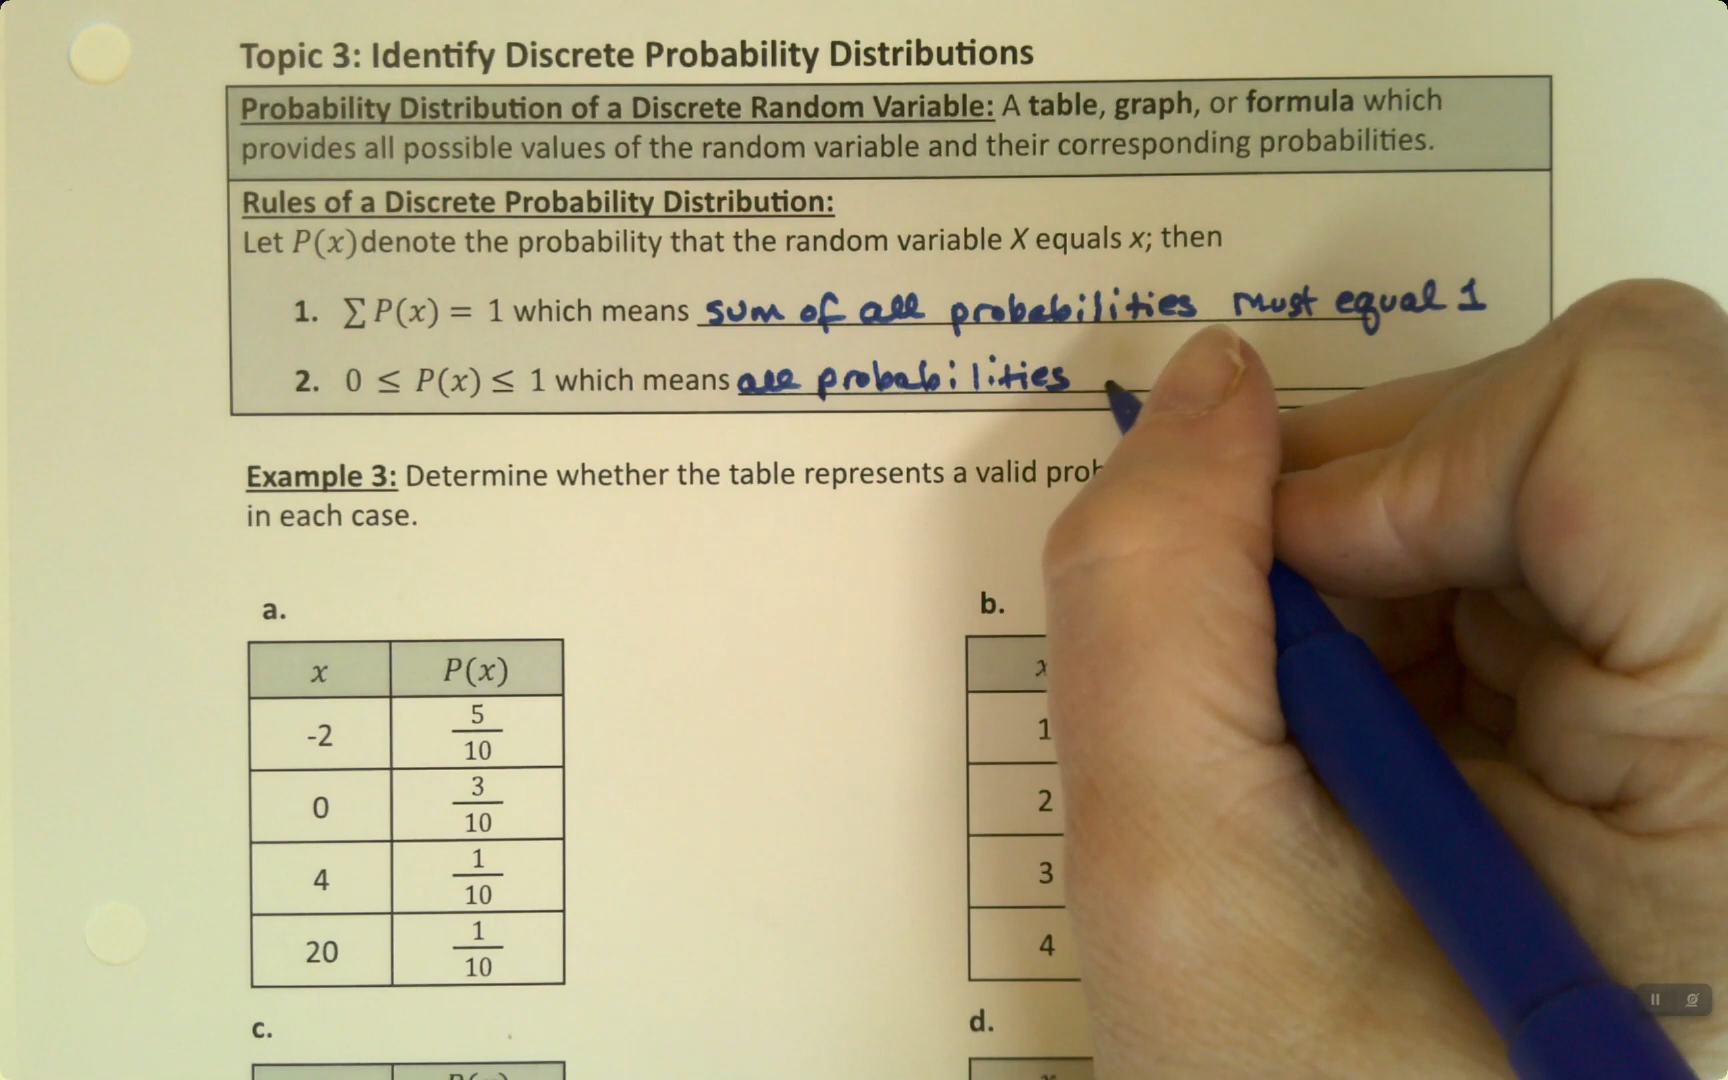 Topic 3: Identify Discrete Probability Distributions
Probability Distribution of a Discrete Random Variable: A table, graph, or formula which
provides all possible values of the random variable and their corresponding probabilities.
Rules of a Discrete Probability Distribution:
Let P(x) denote the probability that the random variable X equals x; then
1. ∑ P(x) = 1 which means sum of all probabilities must equal 1
2. 0 ≤ P(x) ≤ 1 which means all probabilities
Example 3: Determine whether the table represents a valid
in each case.
a.
x P(x)
-2 5/10
0 3/10
4 1/10
20 1/10
b.
x
1
2
3
4
c.
d.